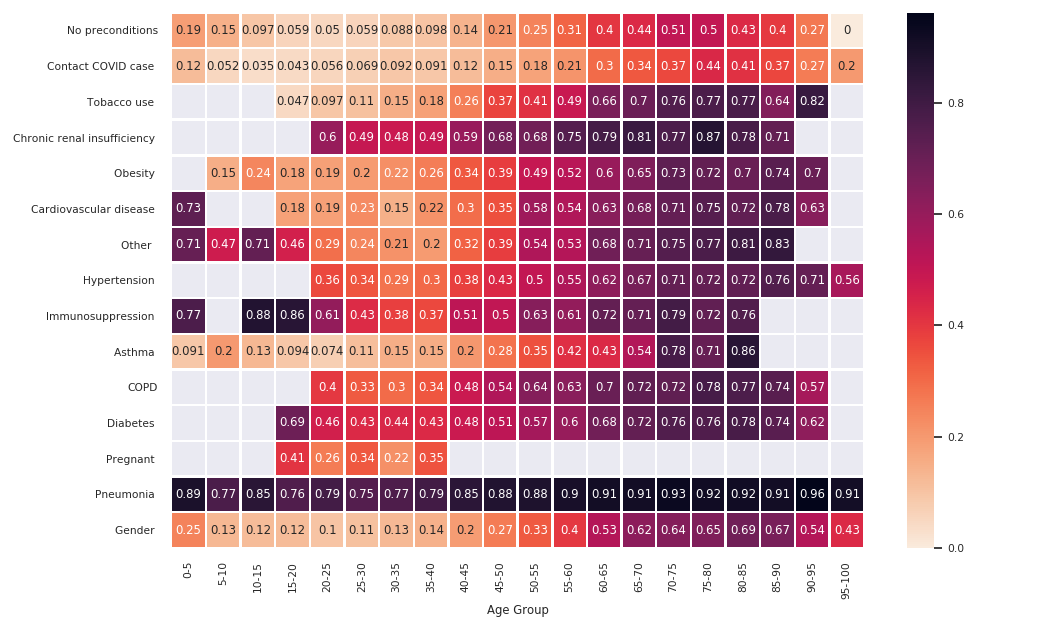 No preconditions 0.19 0.15 0.097 0.059 0.05 0.059 0.088 0.098 0.14 0.21 0.25 0.31 0.4 0.44 0.51 0.5 0.43 0.4 0.27 0
Contact COVID case 0.12 0.052 0.035 0.043 0.056 0.069 0.092 0.091 0.12 0.15 0.18 0.21 0.3 0.34 0.37 0.44 0.41 0.37 0.27 0.2
Tobacco use 0.047 0.097 0.11 0.15 0.18 0.26 0.37 0.41 0.49 0.66 0.7 0.76 0.77 0.77 0.64 0.82
0.8
Chronic renal insufficiency 0.6 0.49 0.48 0.49 0.59 0.68 0.68 0.75 0.79 0.81 0.77 0.87 0.78 0.71
Obesity 0.15 0.24 0.18 0.19 0.2 0.22 0.26 0.34 0.39 0.49 0.52 0.6 0.65 0.73 0.72 0.7 0.74 0.7
Cardiovascular disease 0.73 0.18 0.19 0.23 0.15 0.22 0.3 0.35 0.58 0.54 0.63 0.68 0.71 0.75 0.72 0.78 0.63
0.6
Other 0.71 0.47 0.71 0.46 0.29 0.24 0.21 0.2 0.32 0.39 0.54 0.53 0.68 0.71 0.75 0.77 0.81 0.83
Hypertension 0.36 0.34 0.29 0.3 0.38 0.43 0.5 0.55 0.62 0.67 0.71 0.72 0.72 0.76 0.71 0.56
Immunosuppression 0.77 0.88 0.86 0.61 0.43 0.38 0.37 0.51 0.5 0.63 0.61 0.72 0.71 0.79 0.72 0.76
0.4
Asthma 0.091 0.2 0.13 0.094 0.074 0.11 0.15 0.15 0.2 0.28 0.35 0.42 0.43 0.54 0.78 0.71 0.86
COPD 0.4 0.33 0.3 0.34 0.48 0.54 0.64 0.63 0.7 0.72 0.72 0.78 0.77 0.74 0.57
Diabetes 0.69 0.46 0.43 0.44 0.43 0.48 0.51 0.57 0.6 0.68 0.72 0.76 0.76 0.78 0.74 0.62
0.2
Pregnant 0.41 0.26 0.34 0.22 0.35
Pneumonia 0.89 0.77 0.85 0.76 0.79 0.75 0.77 0.79 0.85 0.88 0.88 0.9 0.91 0.91 0.93 0.92 0.92 0.91 0.96 0.91
Gender 0.25 0.13 0.12 0.12 0.1 0.11 0.13 0.14 0.2 0.27 0.33 0.4 0.53 0.62 0.64 0.65 0.69 0.67 0.54 0.43
0.0
0-5 5-10 10-15 15-20 20-25 25-30 30-35 35-40 40-45 45-50 50-55 55-60 60-65 65-70 70-75 75-80 80-85 85-90 90-95 95-100
Age Group